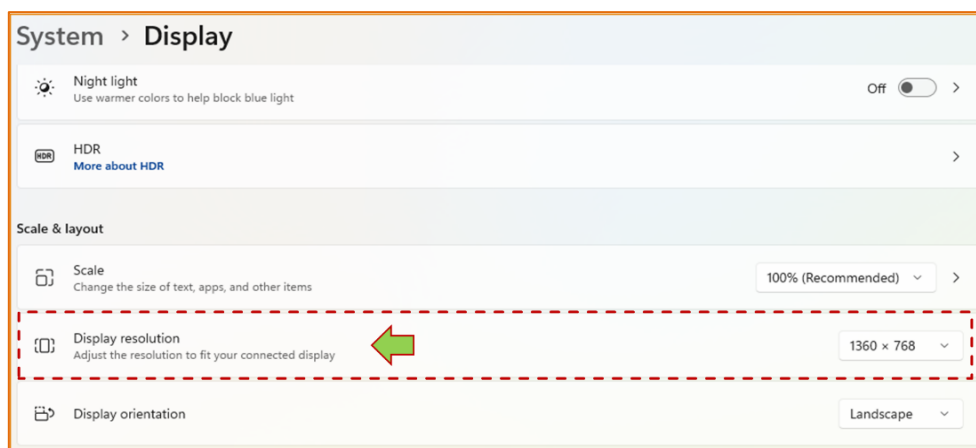 System > Display
Night light
Use warmer colors to help block blue light
Off
HDR
HDR
More about HDR
Scale & layout
Scale
Change the size of text, apps, and other items
100% (Recommended)
Display resolution
Adjust the resolution to fit your connected display
1360 × 768
Display orientation
Landscape